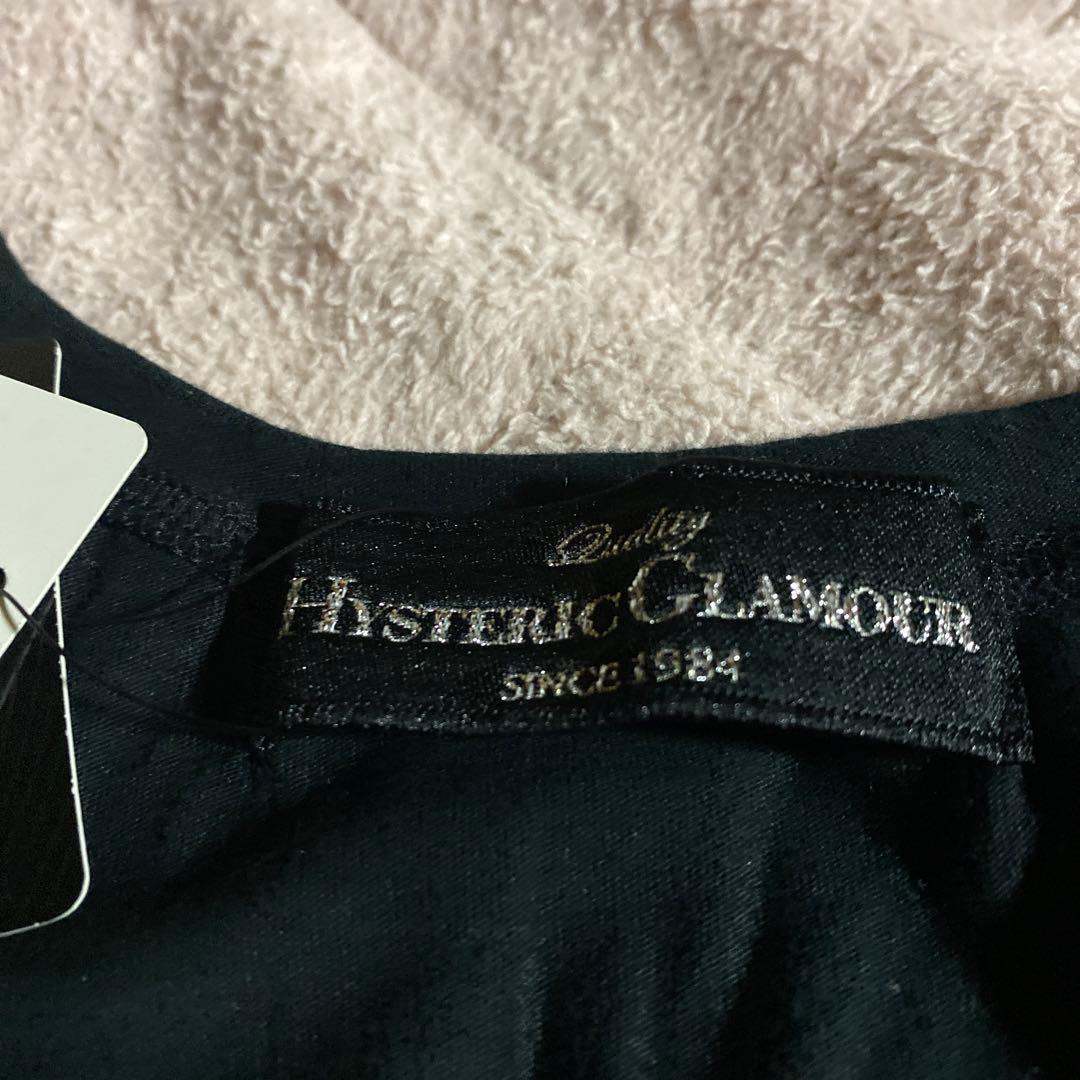 Quality
HYSTERIC GLAMOUR
SINCE 1984